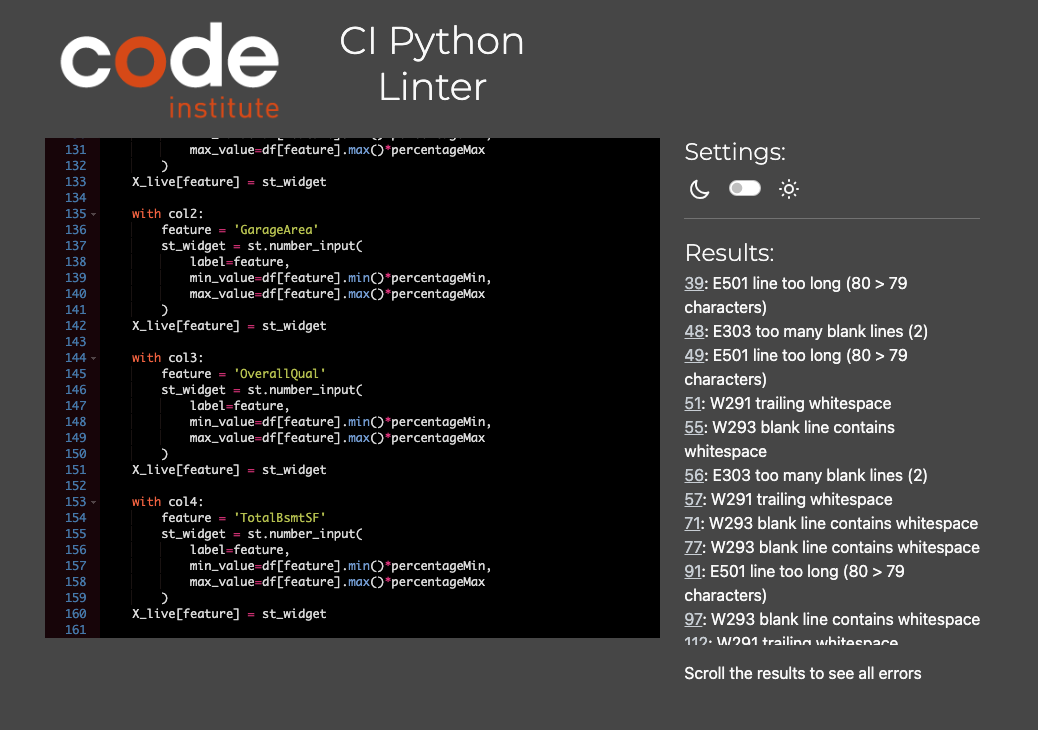 code
institute
CI Python
Linter
131 max_value=df[feature].max()*percentageMax
132 )
133 X_live[feature] = st_widget
134
135 with col2:
136 feature = 'GarageArea'
137 st_widget = st.number_input(
138 label=feature,
139 min_value=df[feature].min()*percentageMin,
140 max_value=df[feature].max()*percentageMax
141 )
142 X_live[feature] = st_widget
143
144 with col3:
145 feature = 'OverallQual'
146 st_widget = st.number_input(
147 label=feature,
148 min_value=df[feature].min()*percentageMin,
149 max_value=df[feature].max()*percentageMax
150 )
151 X_live[feature] = st_widget
152
153 with col4:
154 feature = 'TotalBsmtSF'
155 st_widget = st.number_input(
156 label=feature,
157 min_value=df[feature].min()*percentageMin,
158 max_value=df[feature].max()*percentageMax
159 )
160 X_live[feature] = st_widget
161
Settings:
Results:
39: E501 line too long (80 > 79
characters)
48: E303 too many blank lines (2)
49: E501 line too long (80 > 79
characters)
51: W291 trailing whitespace
55: W293 blank line contains
whitespace
56: E303 too many blank lines (2)
57: W291 trailing whitespace
71: W293 blank line contains whitespace
77: W293 blank line contains whitespace
91: E501 line too long (80 > 79
characters)
97: W293 blank line contains whitespace
112: W291 trailing whitespace
Scroll the results to see all errors